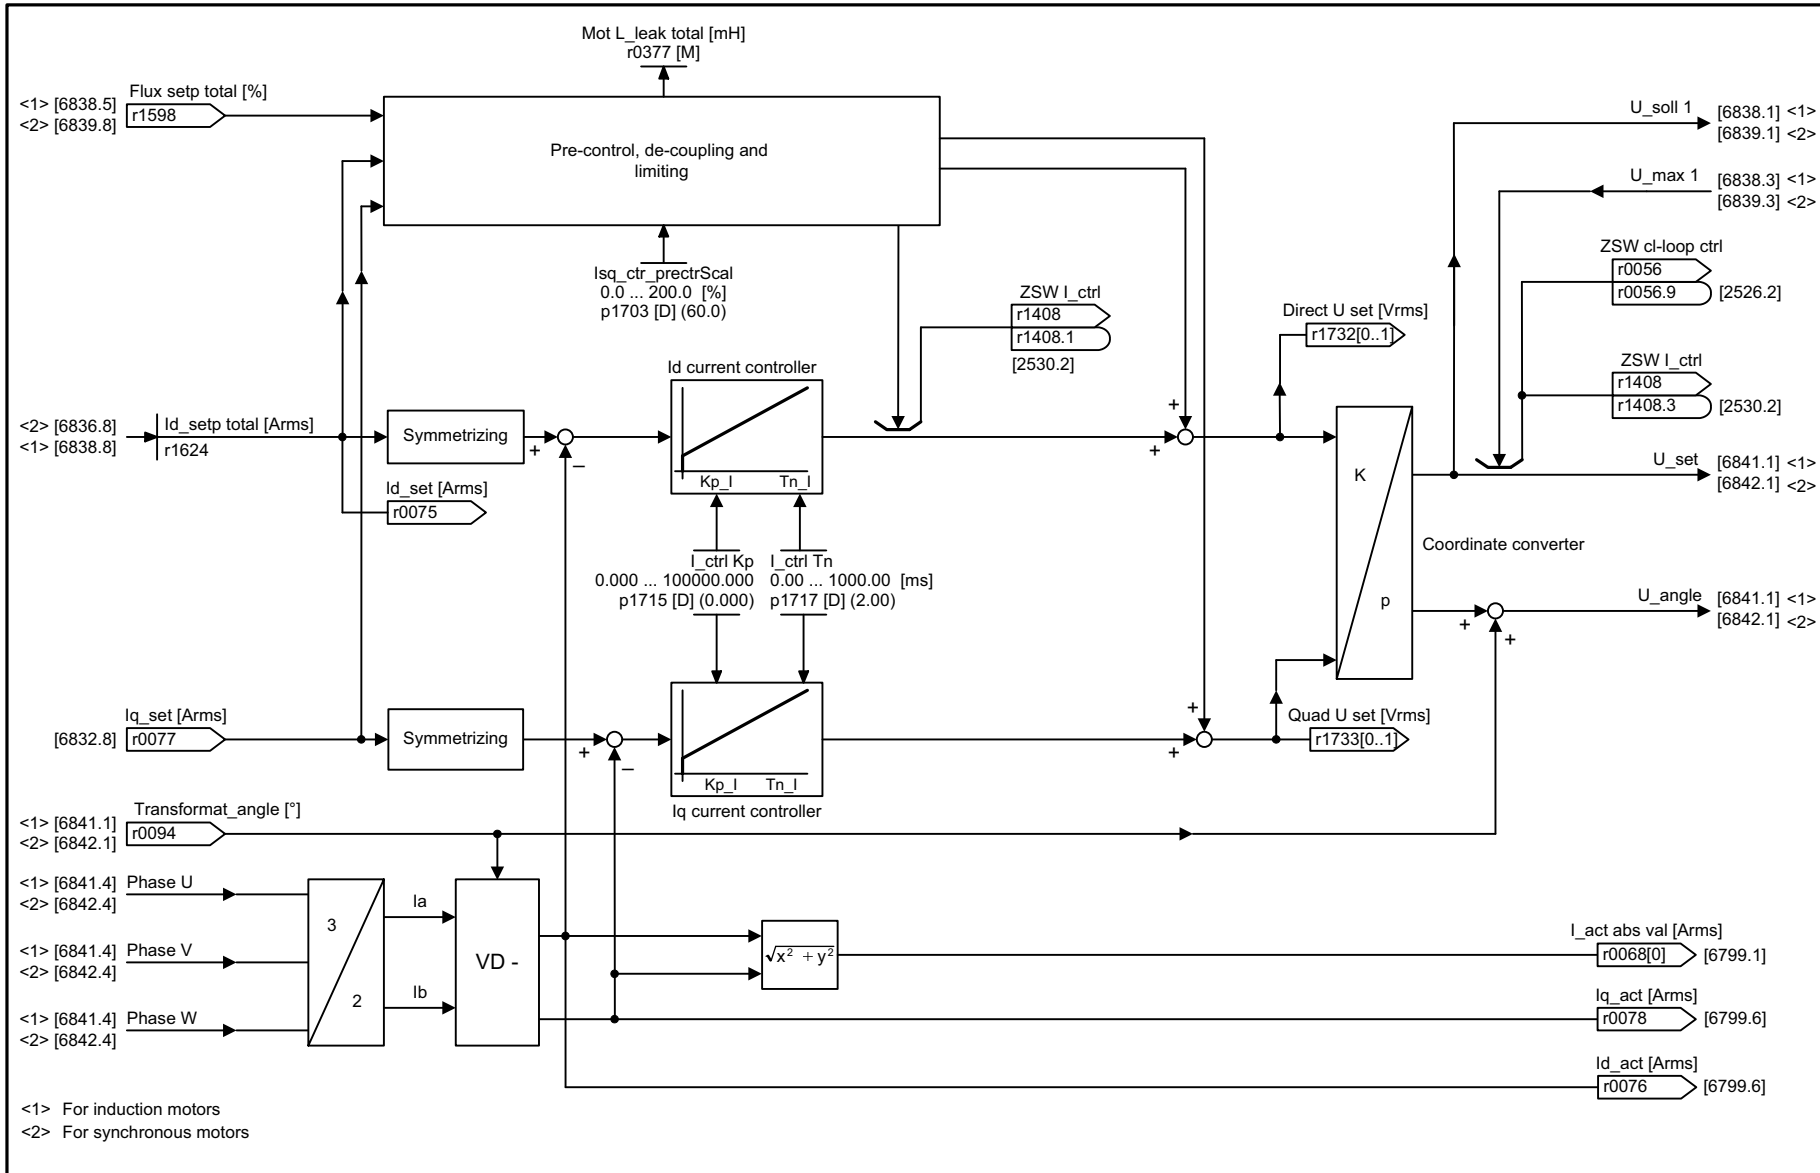 Mot L_leak total [mH]
r0377 [M]
Flux setp total [%]
<1> [6838.5]
<2> [6839.8]
r1598
Pre-control, de-coupling and
limiting
U_soll 1
[6838.1] <1>
[6839.1] <2>
U_max 1
[6838.3] <1>
[6839.3] <2>
Isq_ctr_prectrScal
0.0 ... 200.0 [%]
p1703 [D] (60.0)
ZSW cl-loop ctrl
r0056
r0056.9
[2526.2]
ZSW I_ctrl
r1408
r1408.1
[2530.2]
Direct U set [Vrms]
r1732[0..1]
ZSW I_ctrl
r1408
r1408.3
[2530.2]
Id current controller
<2> [6836.8]
<1> [6838.8]
Id_setp total [Arms]
r1624
Symmetrizing
+
–
Kp_I
Tn_I
+
+
K
p
U_set
[6841.1] <1>
[6842.1] <2>
Id_set [Arms]
r0075
Coordinate converter
I_ctrl Kp
0.000 ... 100000.000
p1715 [D] (0.000)
I_ctrl Tn
0.00 ... 1000.00 [ms]
p1717 [D] (2.00)
U_angle
[6841.1] <1>
[6842.1] <2>
+
+
Iq_set [Arms]
[6832.8]
r0077
Symmetrizing
+
–
Kp_I
Tn_I
Iq current controller
+
+
Quad U set [Vrms]
r1733[0..1]
Transformat_angle [°]
<1> [6841.1]
<2> [6842.1]
r0094
<1> [6841.4]
<2> [6842.4]
Phase U
<1> [6841.4]
<2> [6842.4]
Phase V
<1> [6841.4]
<2> [6842.4]
Phase W
3
2
Ia
Ib
VD -
√x² + y²
I_act abs val [Arms]
r0068[0]
[6799.1]
Iq_act [Arms]
r0078
[6799.6]
Id_act [Arms]
r0076
[6799.6]
<1> For induction motors
<2> For synchronous motors